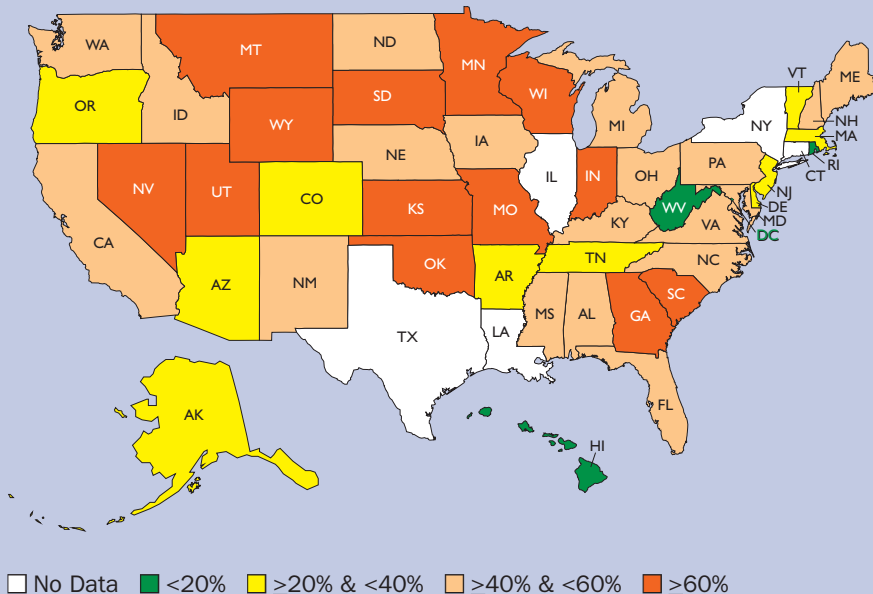 WA
MT
ND
MN
VT
ME
OR
ID
SD
WI
NH
MA
RI
CT
NY
MI
WY
IA
NE
PA
NV
UT
CO
IL
IN
OH
NJ
DE
MD
DC
WV
VA
KS
MO
KY
CA
NC
TN
OK
AR
AZ
NM
SC
MS
AL
GA
TX
LA
FL
AK
HI
No Data <20% >20% & <40% >40% & <60% >60%